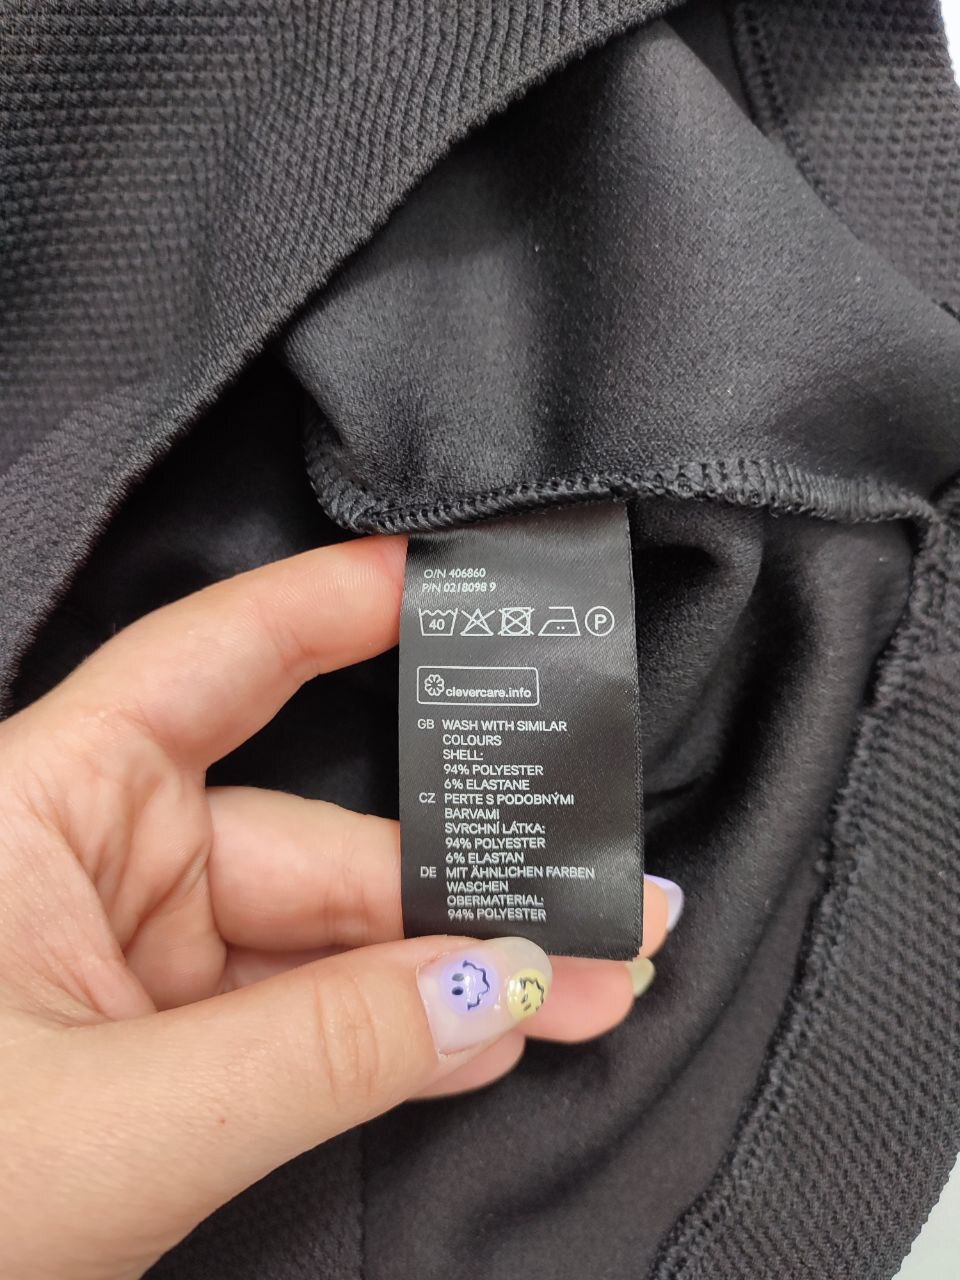 O/N 406860
P/N 0218098 9
40 P
clevercare.info
GB WASH WITH SIMILAR
COLOURS
SHELL:
94% POLYESTER
6% ELASTANE
CZ PERTE S PODOBNÝMI
BARVAMI
SVRCHNÍ LÁTKA:
94% POLYESTER
6% ELASTAN
DE MIT ÄHNLICHEN FARBEN
WASCHEN
OBERMATERIAL:
94% POLYESTER